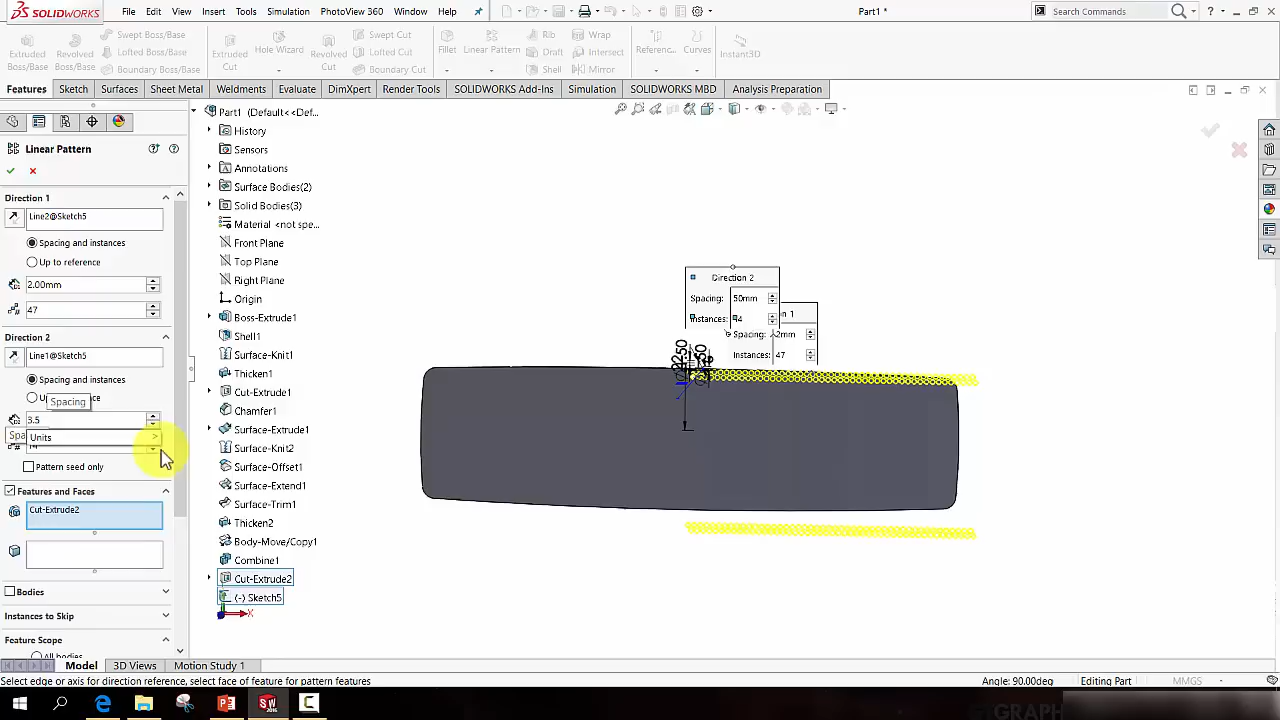 SOLIDWORKS
File
Edit
View
Insert
Tools
Simulation
PhotoView 360
Window
Help
Part1 *
Search Commands
Extruded Boss/Base
Revolved Boss/Base
Swept Boss/Base
Lofted Boss/Base
Boundary Boss/Base
Extruded Cut
Hole Wizard
Revolved Cut
Swept Cut
Lofted Cut
Boundary Cut
Fillet
Linear Pattern
Rib
Draft
Shell
Wrap
Intersect
Mirror
Referenc...
Curves
Instant3D
Features
Sketch
Surfaces
Sheet Metal
Weldments
Evaluate
DimXpert
Render Tools
SOLIDWORKS Add-Ins
Simulation
SOLIDWORKS MBD
Analysis Preparation
Linear Pattern
Direction 1
Line2@Sketch5
Spacing and instances
Up to reference
2.00mm
47
Direction 2
Line1@Sketch5
Spacing and instances
Spacing
3.5
Units
Pattern seed only
Features and Faces
Cut-Extrude2
Bodies
Instances to Skip
Feature Scope
All bodies
Part1 (Default<<Def...
History
Sensors
Annotations
Surface Bodies(2)
Solid Bodies(3)
Material <not spe...
Front Plane
Top Plane
Right Plane
Origin
Boss-Extrude1
Shell1
Surface-Knit1
Thicken1
Cut-Extrude1
Chamfer1
Surface-Extrude1
Surface-Knit2
Surface-Offset1
Surface-Extend1
Surface-Trim1
Thicken2
Body-Move/Copy1
Combine1
Cut-Extrude2
(-) Sketch5
Direction 2
Spacing: 50mm
Instances: 14
Spacing: 2mm
Instances: 47
X
Model
3D Views
Motion Study 1
Select edge or axis for direction reference, select face of feature for pattern features
Angle: 90.00deg
Editing Part
MMGS